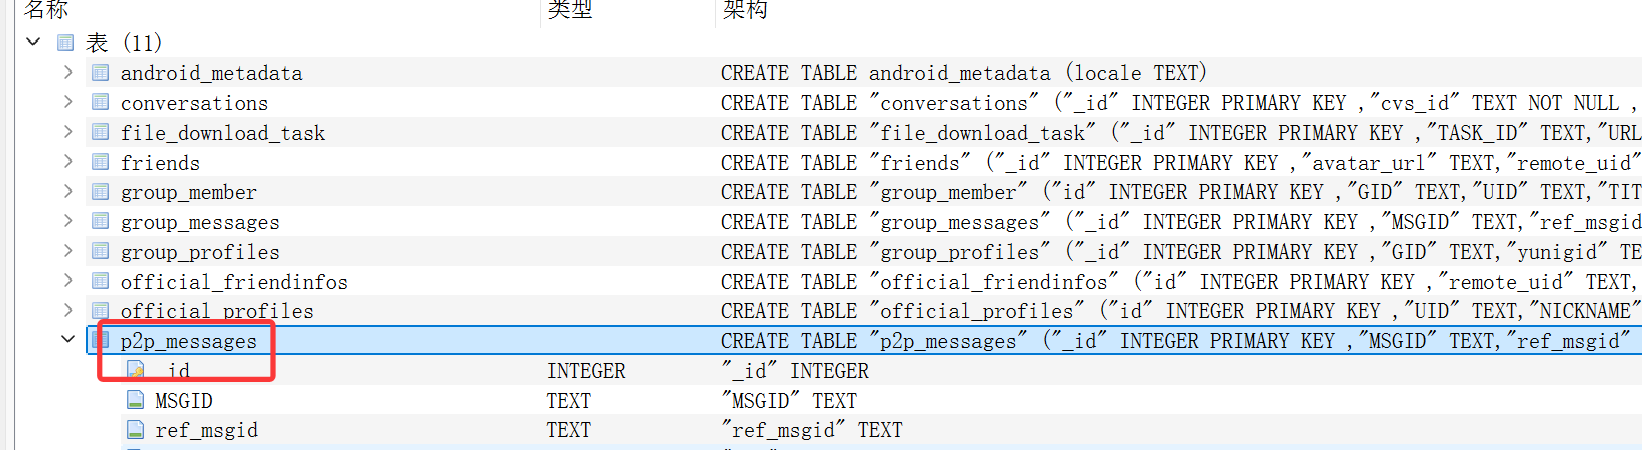 名称 类型 架构
表 (11)
android_metadata CREATE TABLE android_metadata (locale TEXT)
conversations CREATE TABLE "conversations" ("_id" INTEGER PRIMARY KEY ,"cvs_id" TEXT NOT NULL ,
file_download_task CREATE TABLE "file_download_task" ("_id" INTEGER PRIMARY KEY ,"TASK_ID" TEXT,"URL
friends CREATE TABLE "friends" ("_id" INTEGER PRIMARY KEY ,"avatar_url" TEXT,"remote_uid"
group_member CREATE TABLE "group_member" ("id" INTEGER PRIMARY KEY ,"GID" TEXT,"UID" TEXT,"TIT
group_messages CREATE TABLE "group_messages" ("_id" INTEGER PRIMARY KEY ,"MSGID" TEXT,"ref_msgid
group_profiles CREATE TABLE "group_profiles" ("_id" INTEGER PRIMARY KEY ,"GID" TEXT,"yunigid" TE
official_friendinfos CREATE TABLE "official_friendinfos" ("id" INTEGER PRIMARY KEY ,"remote_uid" TEXT,
official_profiles CREATE TABLE "official_profiles" ("id" INTEGER PRIMARY KEY ,"UID" TEXT,"NICKNAME"
p2p_messages CREATE TABLE "p2p_messages" ("_id" INTEGER PRIMARY KEY ,"MSGID" TEXT,"ref_msgid"
_id INTEGER "_id" INTEGER
MSGID TEXT "MSGID" TEXT
ref_msgid TEXT "ref_msgid" TEXT